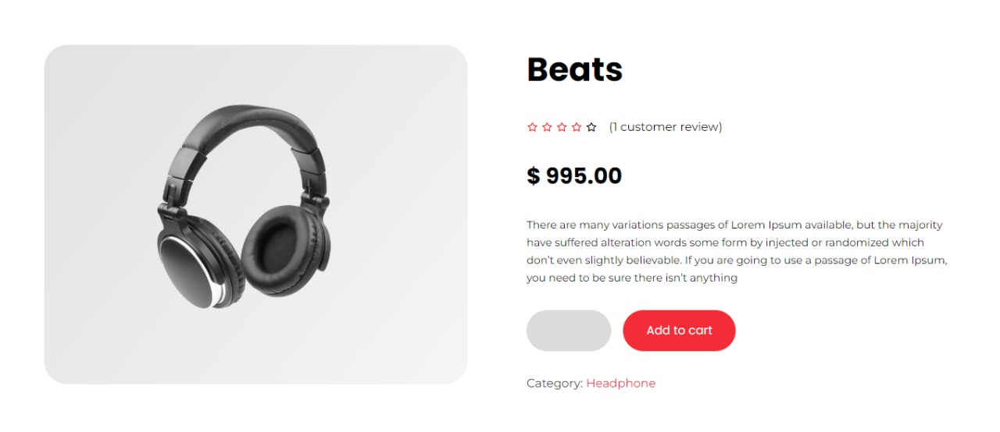 Beats
(1 customer review)
$ 995.00
There are many variations passages of Lorem Ipsum available, but the majority
have suffered alteration words some form by injected or randomized which
don’t even slightly believable. If you are going to use a passage of Lorem Ipsum,
you need to be sure there isn’t anything
Add to cart
Category: Headphone